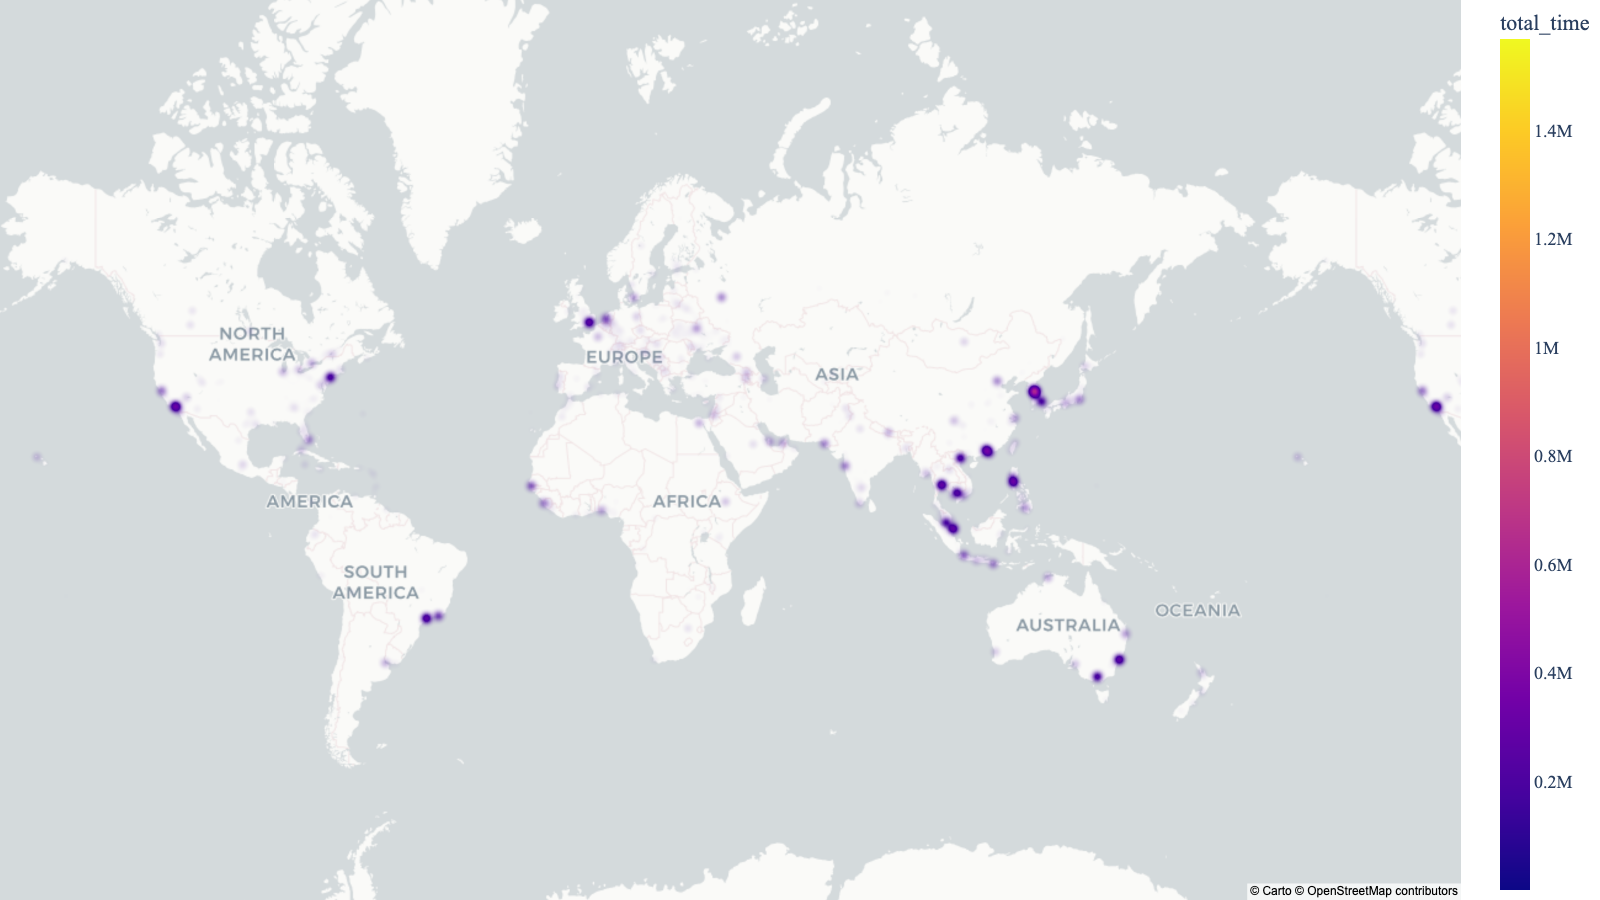 total_time
1.4M
1.2M
1M
0.8M
0.6M
0.4M
0.2M
NORTH
AMERICA
EUROPE
ASIA
AMERICA
AFRICA
SOUTH
AMERICA
OCEANIA
AUSTRALIA
© Carto © OpenStreetMap contributors